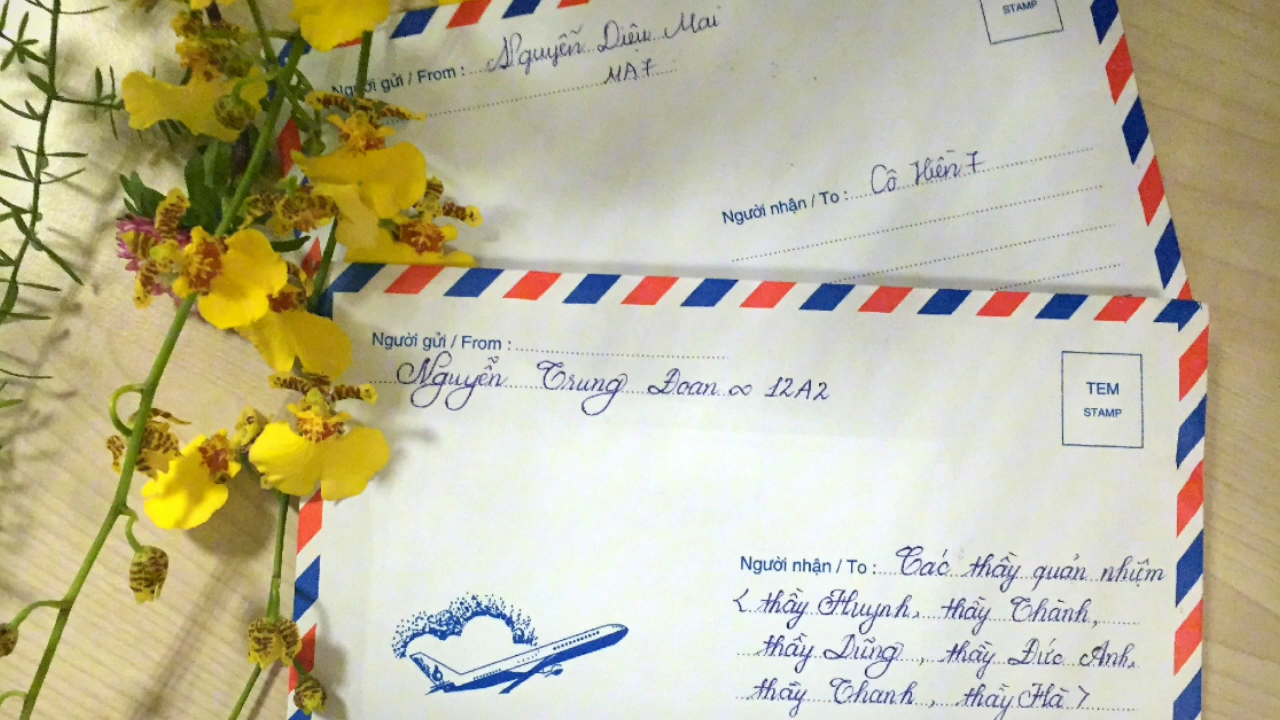 STAMP
Người gửi / From : Nguyễn Diệu Mai
MA7
Người nhận / To : Cô Hiền 7
Người gửi / From :
Nguyễn Trung Đoan ∞ 12A2
TEM
STAMP
Người nhận / To : Các thầy quản nhiệm
< thầy Huynh, thầy Thành,
thầy Dũng, thầy Đức Anh,
thầy Thanh, thầy Hà >